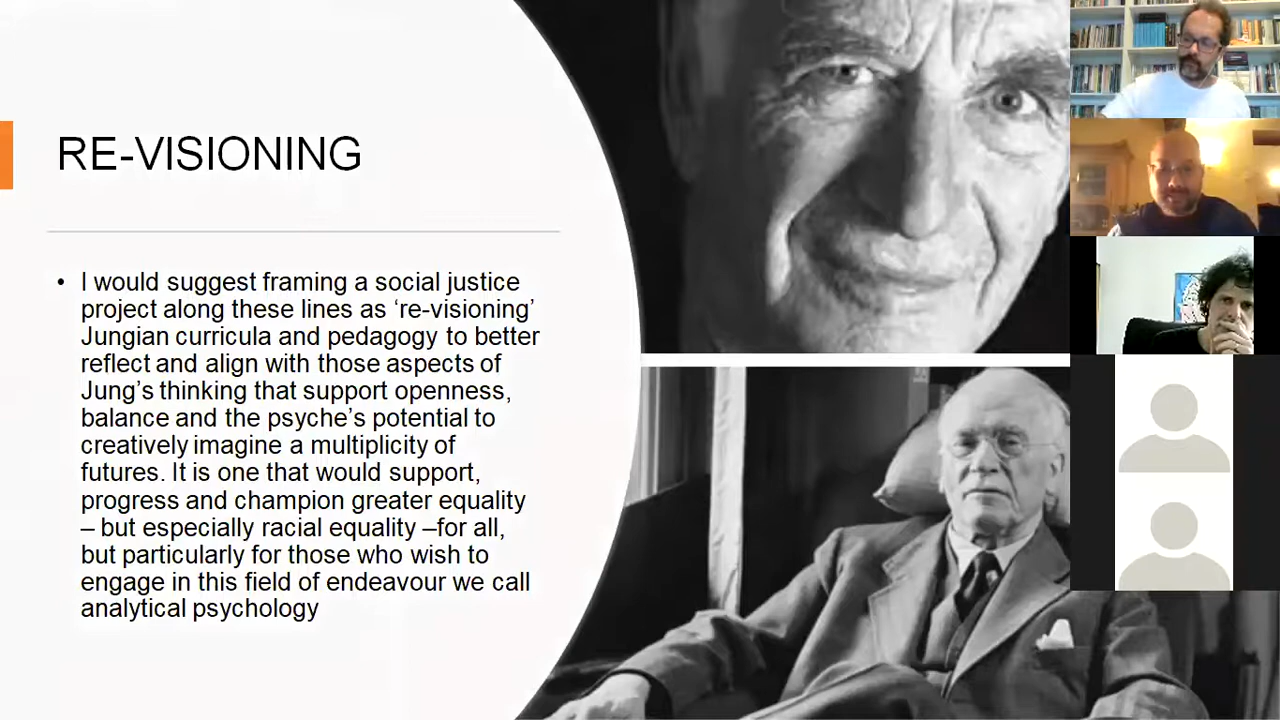 RE-VISIONING
• I would suggest framing a social justice
project along these lines as ‘re-visioning’
Jungian curricula and pedagogy to better
reflect and align with those aspects of
Jung’s thinking that support openness,
balance and the psyche’s potential to
creatively imagine a multiplicity of
futures. It is one that would support,
progress and champion greater equality
– but especially racial equality –for all,
but particularly for those who wish to
engage in this field of endeavour we call
analytical psychology